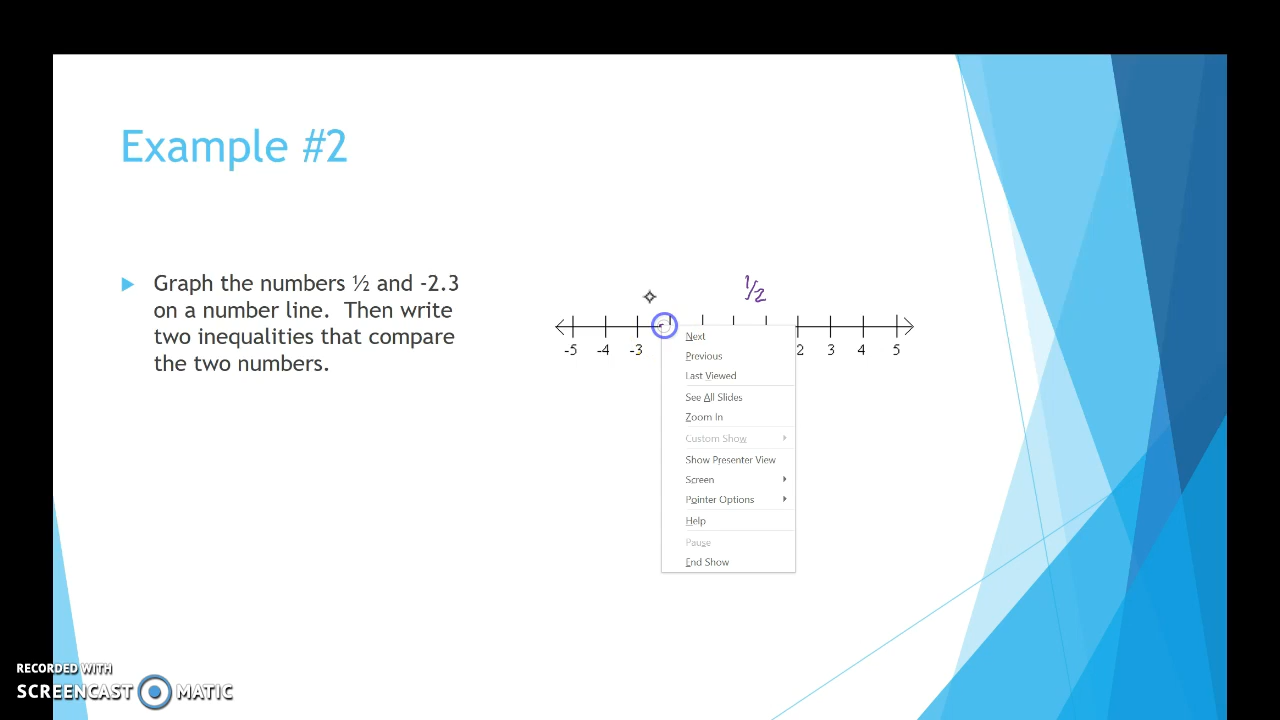 Example #2
Graph the numbers ½ and -2.3
on a number line. Then write
two inequalities that compare
the two numbers.
1/2
-5 -4 -3 2 3 4 5
Next
Previous
Last Viewed
See All Slides
Zoom In
Custom Show
Show Presenter View
Screen
Pointer Options
Help
Pause
End Show
RECORDED WITH
SCREENCAST MATIC